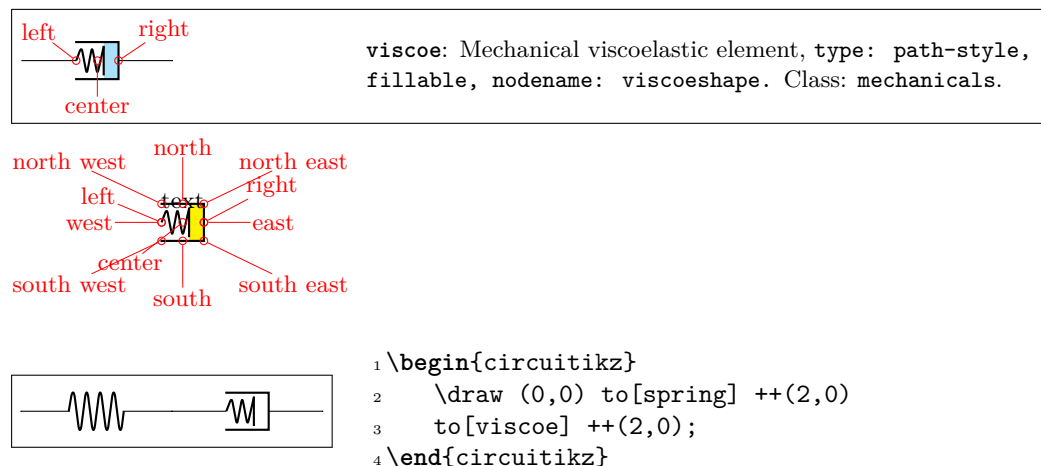 left
right
center
viscoe: Mechanical viscoelastic element, type: path-style,
fillable, nodename: viscoeshape. Class: mechanicals.
north west
north
north east
left
text
right
west
east
center
south west
south
south east
1 \begin{circuitikz}
2 \draw (0,0) to[spring] ++(2,0)
3 to[viscoe] ++(2,0);
4 \end{circuitikz}